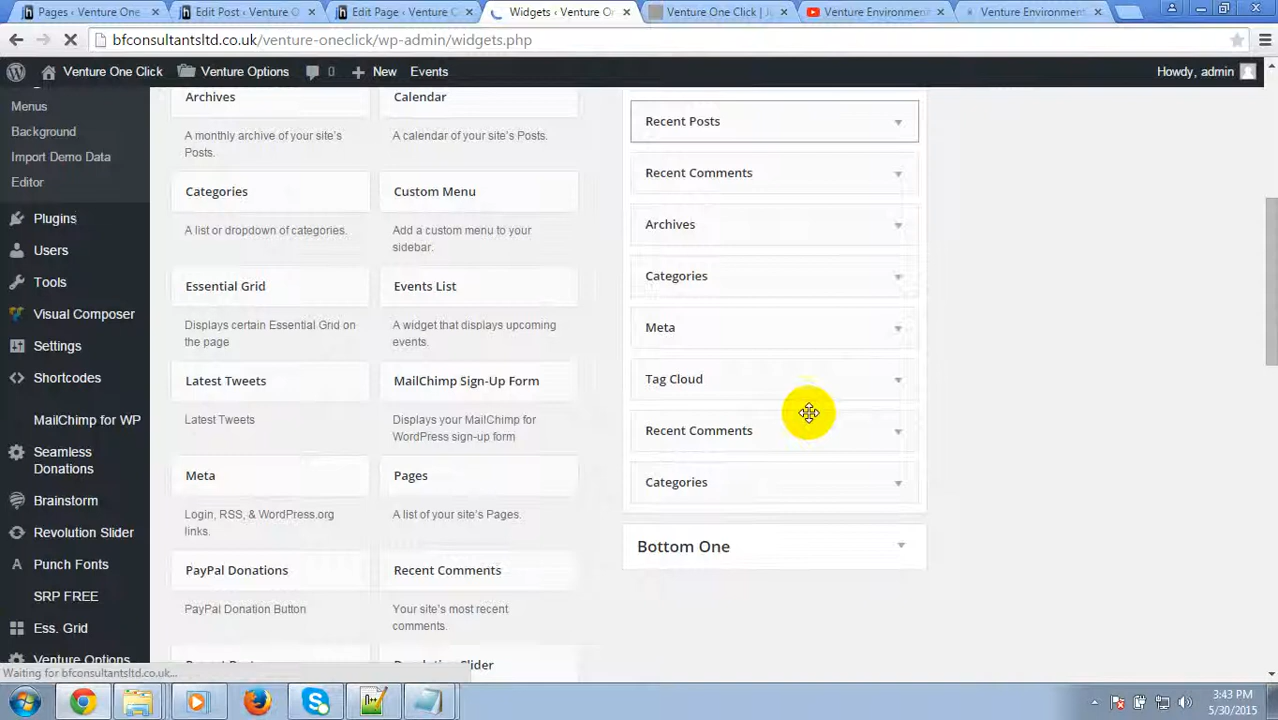 Pages ‹ Venture One
Edit Post ‹ Venture O
Edit Page ‹ Venture C
Widgets ‹ Venture On
Venture One Click | J
Venture Environmen
Venture Environment
bfconsultantsltd.co.uk/venture-oneclick/wp-admin/widgets.php
Venture One Click
Venture Options
0
New
Events
Howdy, admin
Menus
Background
Import Demo Data
Editor
Plugins
Users
Tools
Visual Composer
Settings
Shortcodes
MailChimp for WP
Seamless
Donations
Brainstorm
Revolution Slider
Punch Fonts
SRP FREE
Ess. Grid
Venture Options
Archives
A monthly archive of your site's
Posts.
Calendar
A calendar of your site's Posts.
Categories
A list or dropdown of categories.
Custom Menu
Add a custom menu to your
sidebar.
Essential Grid
Displays certain Essential Grid on
the page
Events List
A widget that displays upcoming
events.
Latest Tweets
Latest Tweets
MailChimp Sign-Up Form
Displays your MailChimp for
WordPress sign-up form
Meta
Login, RSS, & WordPress.org
links.
Pages
A list of your site's Pages.
PayPal Donations
PayPal Donation Button
Recent Comments
Your site's most recent
comments.
Slider
Recent Posts
Recent Comments
Archives
Categories
Meta
Tag Cloud
Recent Comments
Categories
Bottom One
Waiting for bfconsultantsltd.co.uk...
3:43 PM
5/30/2015